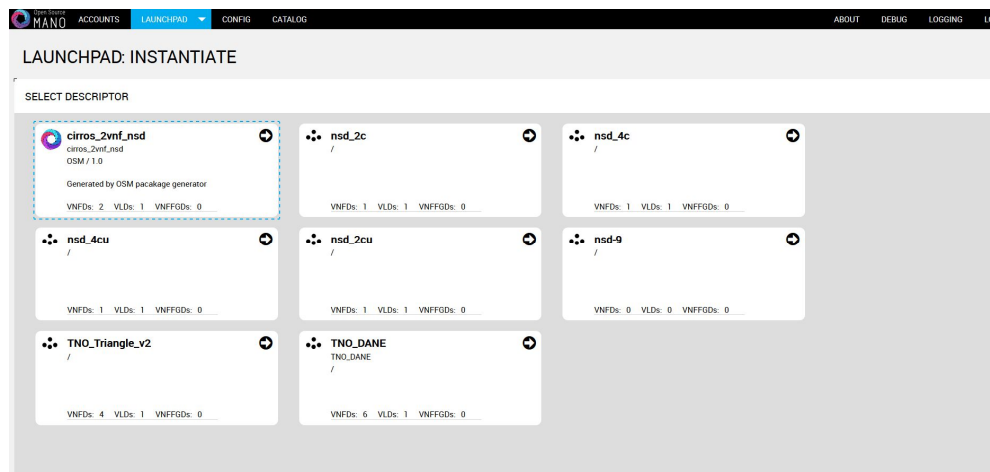 Open Source
MANO
ACCOUNTS LAUNCHPAD CONFIG CATALOG ABOUT DEBUG LOGGING
LAUNCHPAD: INSTANTIATE
SELECT DESCRIPTOR
cirros_2vnf_nsd
cirros_2vnf_nsd
OSM / 1.0
Generated by OSM pacakage generator
VNFDs: 2 VLDs: 1 VNFFGDs: 0
nsd_2c
/
VNFDs: 1 VLDs: 1 VNFFGDs: 0
nsd_4c
/
VNFDs: 1 VLDs: 1 VNFFGDs: 0
nsd_4cu
/
VNFDs: 1 VLDs: 1 VNFFGDs: 0
nsd_2cu
/
VNFDs: 1 VLDs: 1 VNFFGDs: 0
nsd-9
/
VNFDs: 0 VLDs: 0 VNFFGDs: 0
TNO_Triangle_v2
/
VNFDs: 4 VLDs: 1 VNFFGDs: 0
TNO_DANE
TNO_DANE
/
VNFDs: 6 VLDs: 1 VNFFGDs: 0